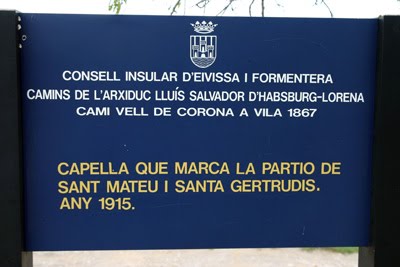 CONSELL INSULAR D'EIVISSA I FORMENTERA
CAMINS DE L'ARXIDUC LLUÍS SALVADOR D'HABSBURG-LORENA
CAMI VELL DE CORONA A VILA 1867
CAPELLA QUE MARCA LA PARTIO DE
SANT MATEU I SANTA GERTRUDIS.
ANY 1915.